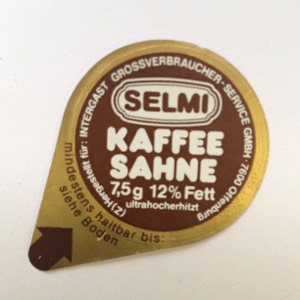 (2)Hergestellt für: INTERGAST GROSSVERBRAUCHER-SERVICE GMBH·7600 Offenburg
SELMI
KAFFEE
SAHNE
7,5g 12% Fett
ultrahocherhitzt
mindestens haltbar bis:
siehe Boden